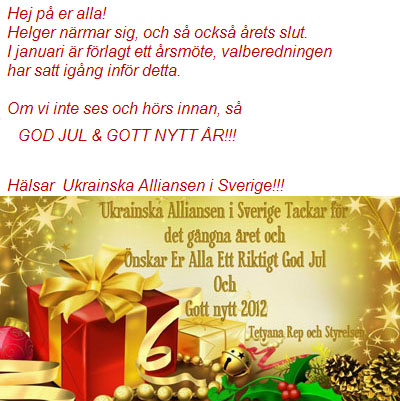 Hej på er alla!
Helger närmar sig, och så också årets slut.
I januari är förlagt ett årsmöte, valberedningen
har satt igång inför detta.
Om vi inte ses och hörs innan, så
GOD JUL & GOTT NYTT ÅR!!!
Hälsar Ukrainska Alliansen i Sverige!!!
Ukrainska Alliansen i Sverige Tackar för
det gångna året och
Önskar Er Alla Ett Riktigt God Jul
Och
Gott nytt 2012
Tetyana Rep och Styrelsen